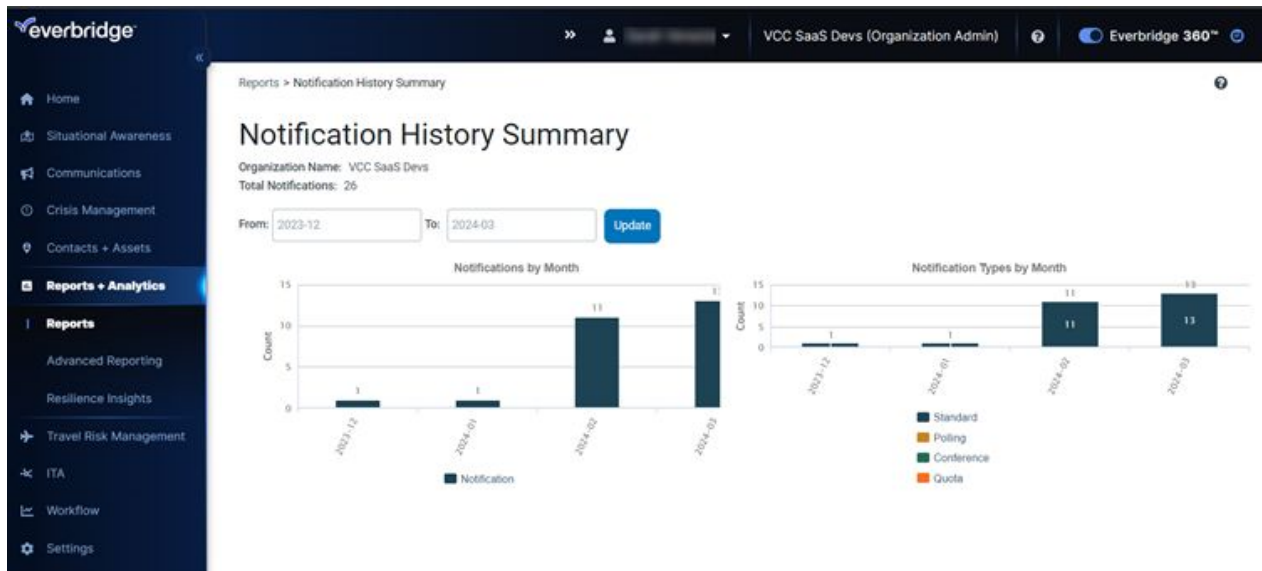 everbridge
VCC SaaS Devs (Organization Admin)
Everbridge 360™
Home
Situational Awareness
Communications
Crisis Management
Contacts + Assets
Reports + Analytics
Reports
Advanced Reporting
Resilience Insights
Travel Risk Management
ITA
Workflow
Settings
Reports > Notification History Summary
Notification History Summary
Organization Name: VCC SaaS Devs
Total Notifications: 26
From: 2023-12 To: 2024-03 Update
Notifications by Month
Count
15
10
5
0
1
1
11
2023-12
2024-01
2024-02
2024-03
Notification
Notification Types by Month
Count
15
10
5
0
1
1
11
13
11
13
2023-12
2024-01
2024-02
2024-03
Standard
Polling
Conference
Quota